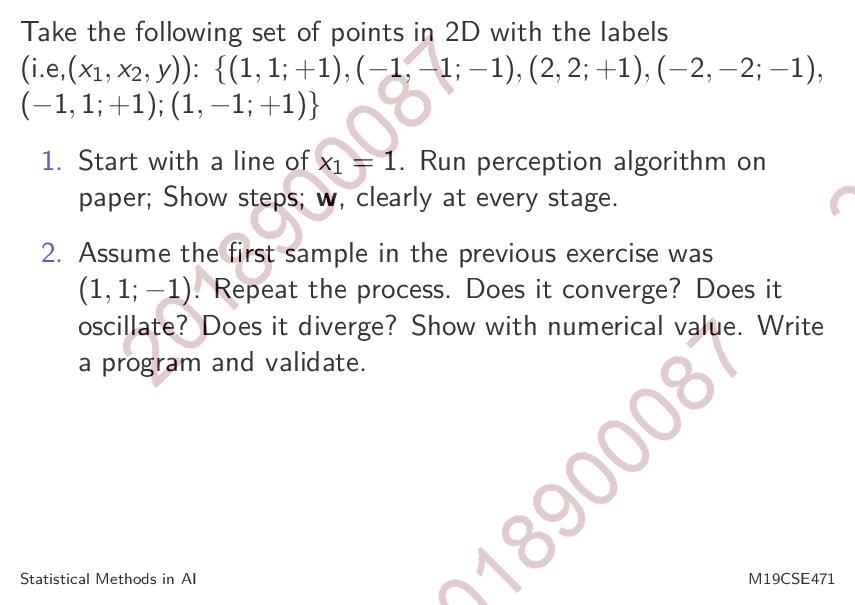 Take the following set of points in 2D with the labels
(i.e,(x₁, x₂, y)): {(1, 1; +1), (−1, −1; −1), (2, 2; +1), (−2, −2; −1),
(−1, 1; +1); (1, −1; +1)}
1. Start with a line of x₁ = 1. Run perception algorithm on
paper; Show steps; w, clearly at every stage.
2. Assume the first sample in the previous exercise was
(1, 1; −1). Repeat the process. Does it converge? Does it
oscillate? Does it diverge? Show with numerical value. Write
a program and validate.
2018900087
018900087
Statistical Methods in AI
M19CSE471